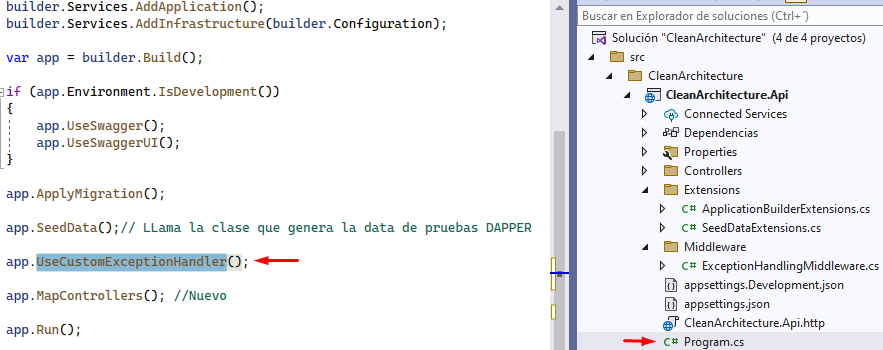 builder.Services.AddApplication();
builder.Services.AddInfrastructure(builder.Configuration);
var app = builder.Build();
if (app.Environment.IsDevelopment())
{
app.UseSwagger();
app.UseSwaggerUI();
}
app.ApplyMigration();
app.SeedData();// LLama la clase que genera la data de pruebas DAPPER
app.UseCustomExceptionHandler();
app.MapControllers(); //Nuevo
app.Run();
Buscar en Explorador de soluciones (Ctrl+´)
Solución "CleanArchitecture" (4 de 4 proyectos)
src
CleanArchitecture
CleanArchitecture.Api
Connected Services
Dependencias
Properties
Controllers
Extensions
C# ApplicationBuilderExtensions.cs
C# SeedDataExtensions.cs
Middleware
C# ExceptionHandlingMiddleware.cs
appsettings.Development.json
appsettings.json
CleanArchitecture.Api.http
C# Program.cs